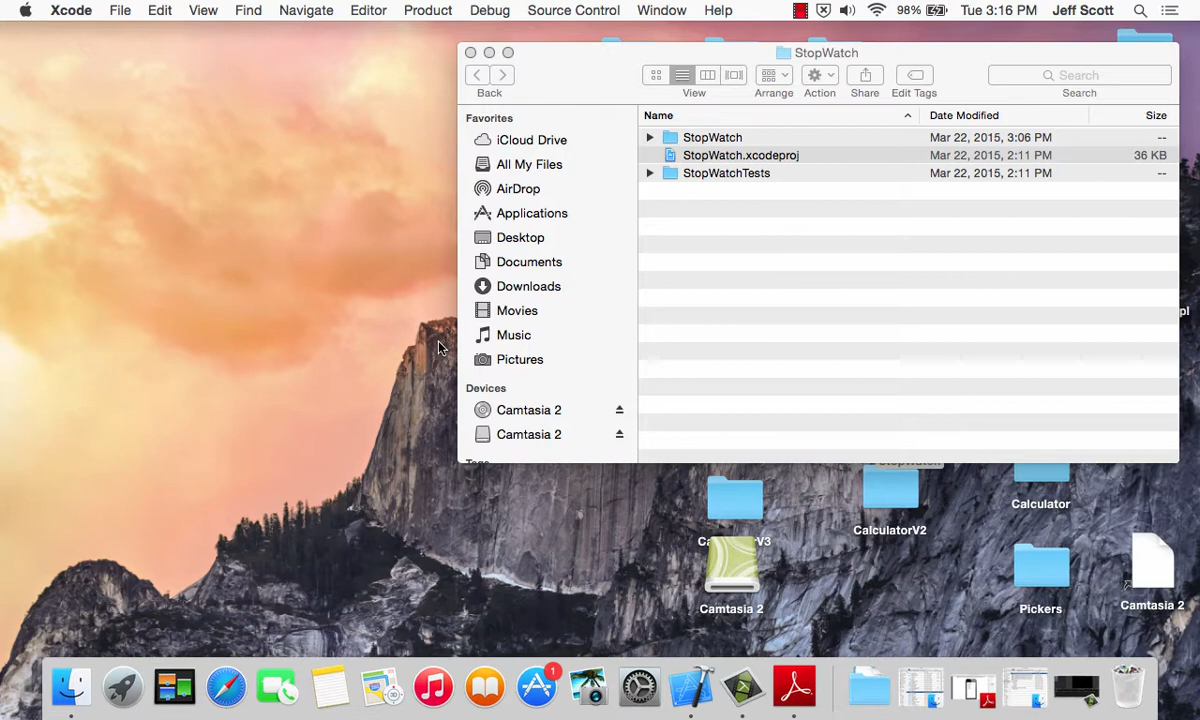 Xcode File Edit View Find Navigate Editor Product Debug Source Control Window Help 98% Tue 3:16 PM Jeff Scott
StopWatch
Back View Arrange Action Share Edit Tags Search
Search
Favorites
iCloud Drive
All My Files
AirDrop
Applications
Desktop
Documents
Downloads
Movies
Music
Pictures
Devices
Camtasia 2
Camtasia 2
Name Date Modified Size
StopWatch Mar 22, 2015, 3:06 PM --
StopWatch.xcodeproj Mar 22, 2015, 2:11 PM 36 KB
StopWatchTests Mar 22, 2015, 2:11 PM --
pl
Calculator
CalculatorV2
Camtasia 2
Pickers
Camtasia 2
1